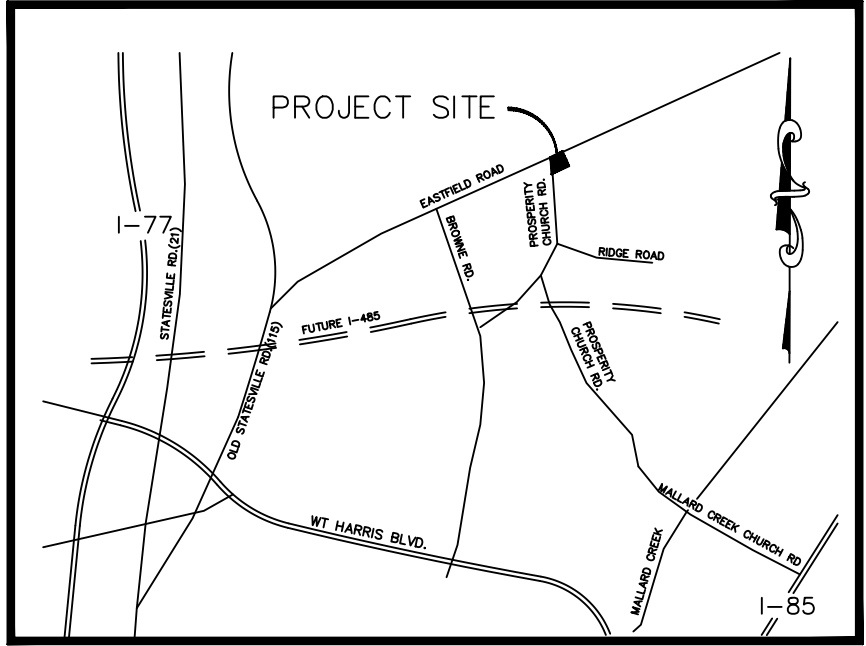 PROJECT SITE
EASTFIELD ROAD
I-77
STATESVILLE RD.(21)
BROWNE RD.
PROSPERITY
CHURCH RD.
RIDGE ROAD
FUTURE I-485
OLD STATESVILLE RD.(115)
PROSPERITY
CHURCH RD.
WT HARRIS BLVD.
MALLARD CREEK CHURCH RD
MALLARD CREEK
I-85